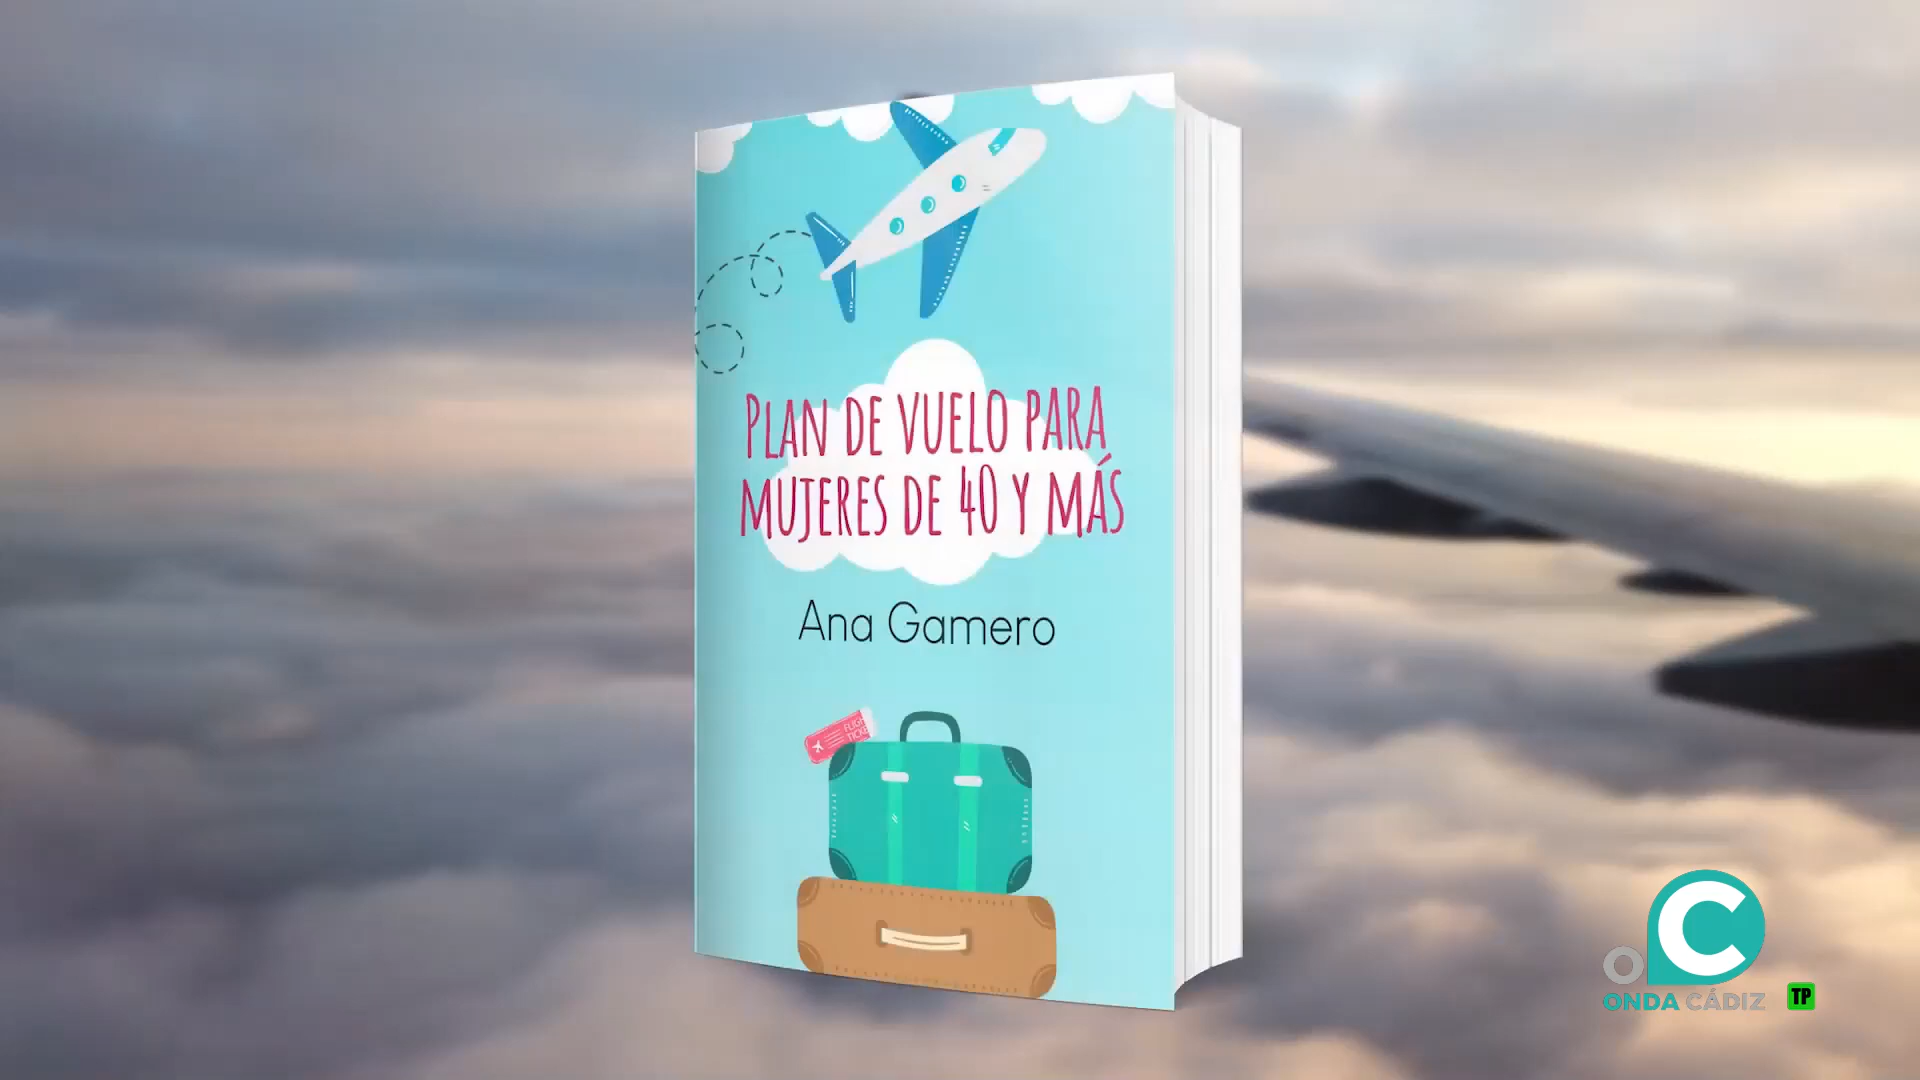 PLAN DE VUELO PARA
MUJERES DE 40 Y MÁS
Ana Gamero
ONDA CÁDIZ
TP